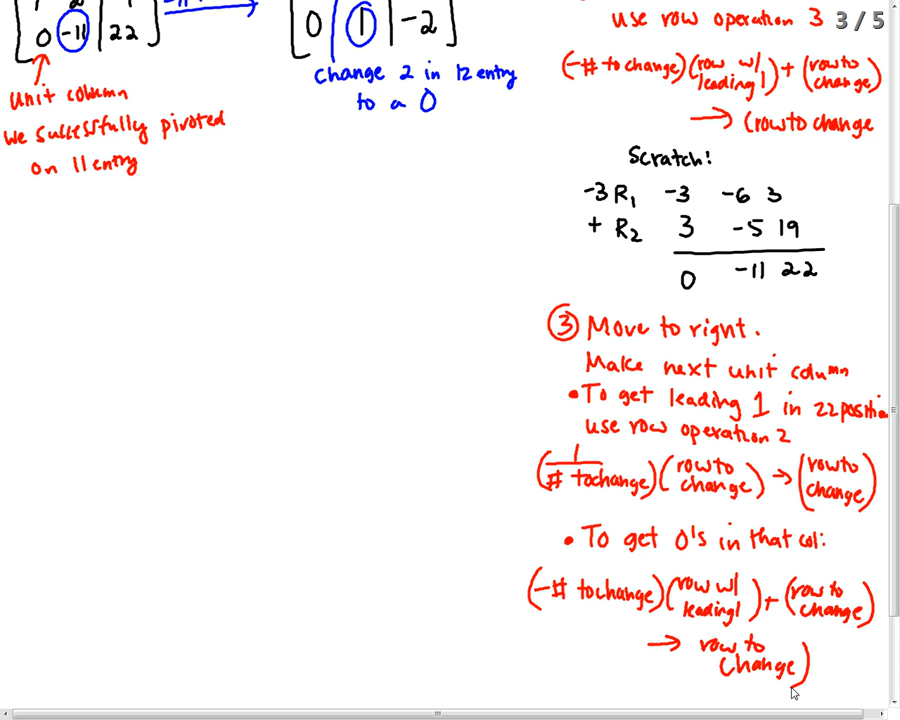 0 -11 | 22
0 1 -2
unit column
we successfully pivoted
on 11 entry
change 2 in 12 entry
to a 0
use row operation 3
3 / 5
(-# to change)(row w/ leading 1) + (row to change)
→ (row to change
Scratch!
-3R₁ -3 -6 3
+ R₂ 3 -5 19
0 -11 22
③ Move to right.
Make next unit column
• To get leading 1 in 22 position
use row operation 2
(1/# to change)(row to change) → (row to change)
• To get 0's in that col:
(-# to change)(row w/ leading 1) + (row to change)
→ row to change)